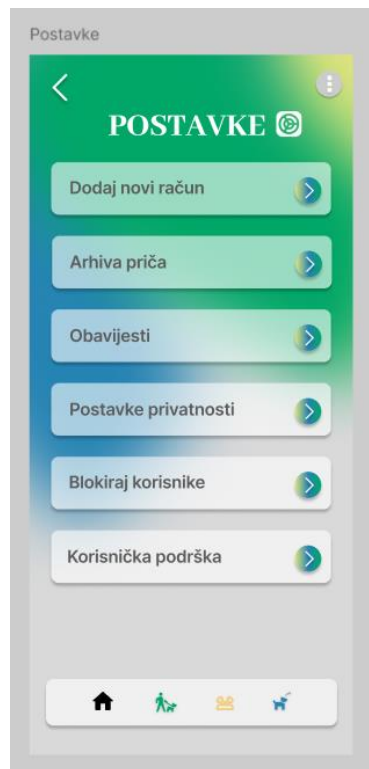 Postavke
POSTAVKE
Dodaj novi račun
Arhiva priča
Obavijesti
Postavke privatnosti
Blokiraj korisnike
Korisnička podrška